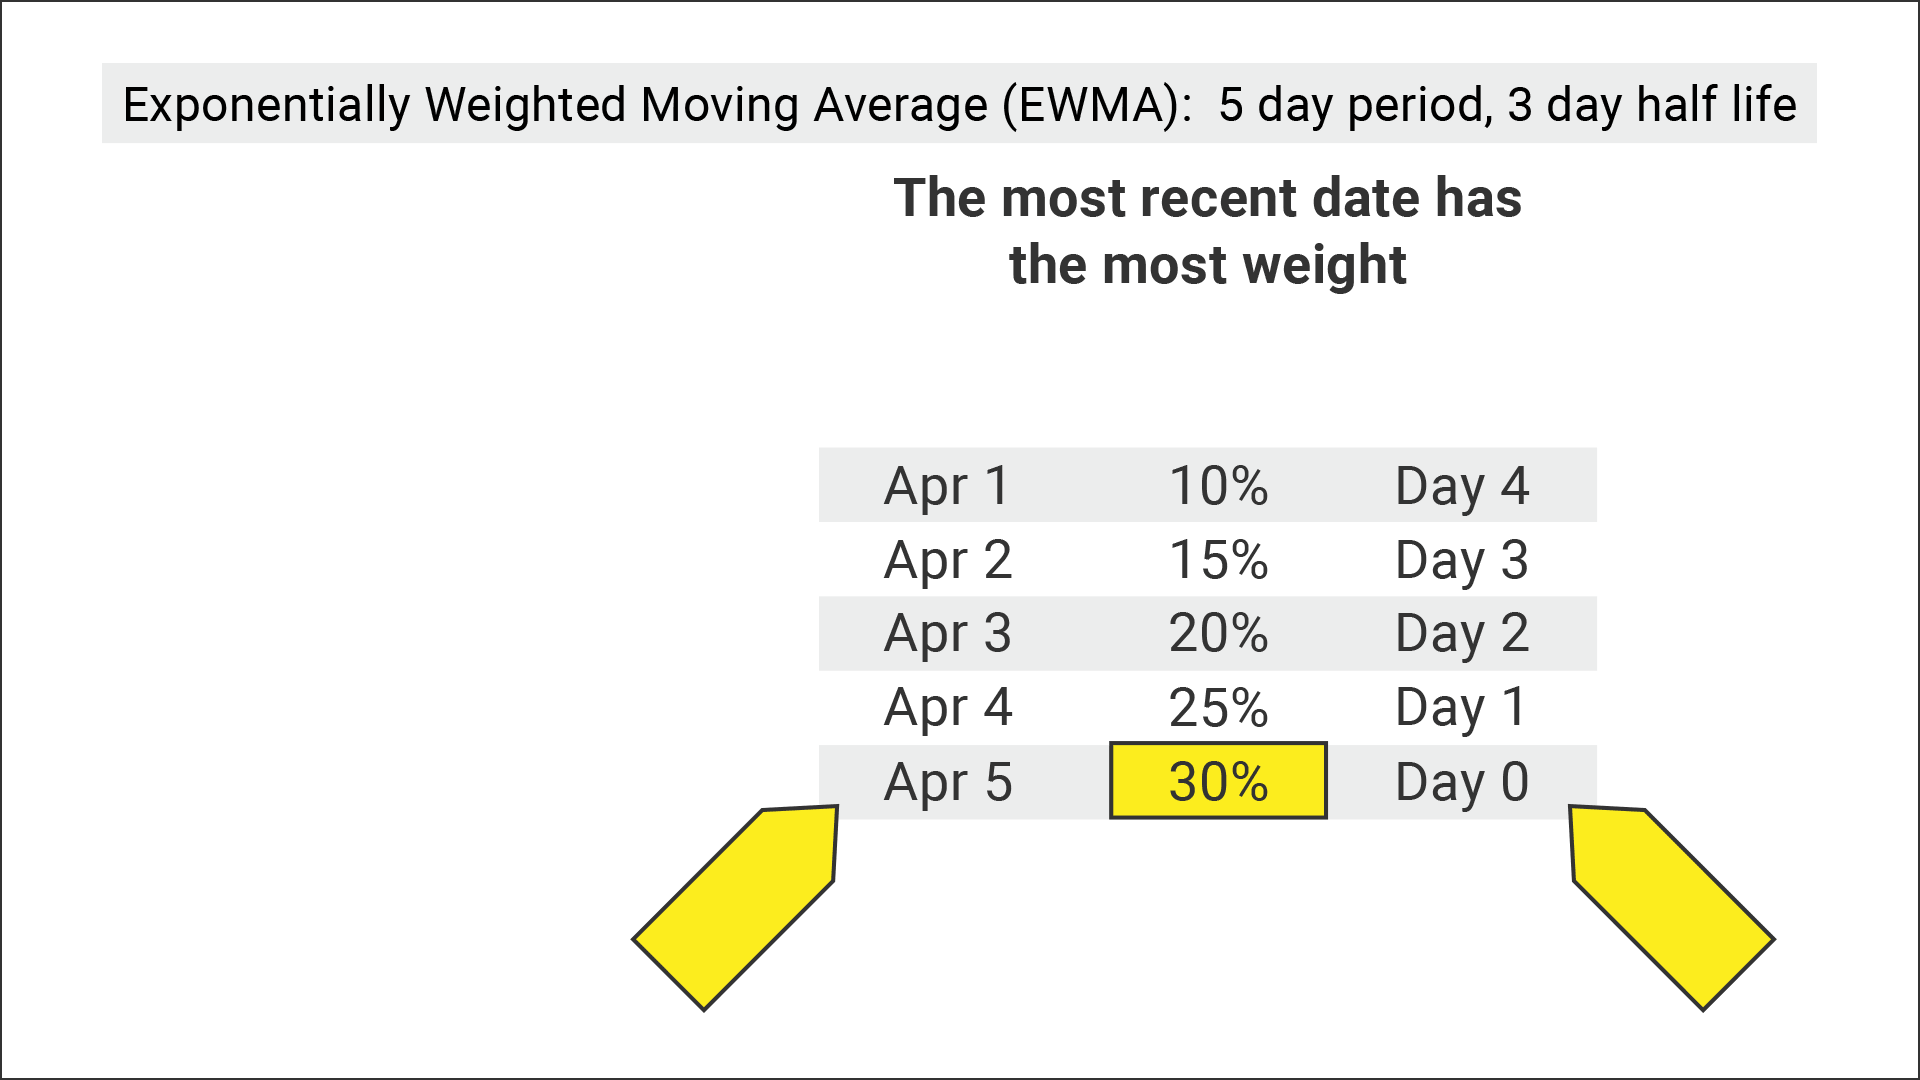 Exponentially Weighted Moving Average (EWMA):  5 day period, 3 day half life
The most recent date has
the most weight
Apr 1 10% Day 4
Apr 2 15% Day 3
Apr 3 20% Day 2
Apr 4 25% Day 1
Apr 5 30% Day 0